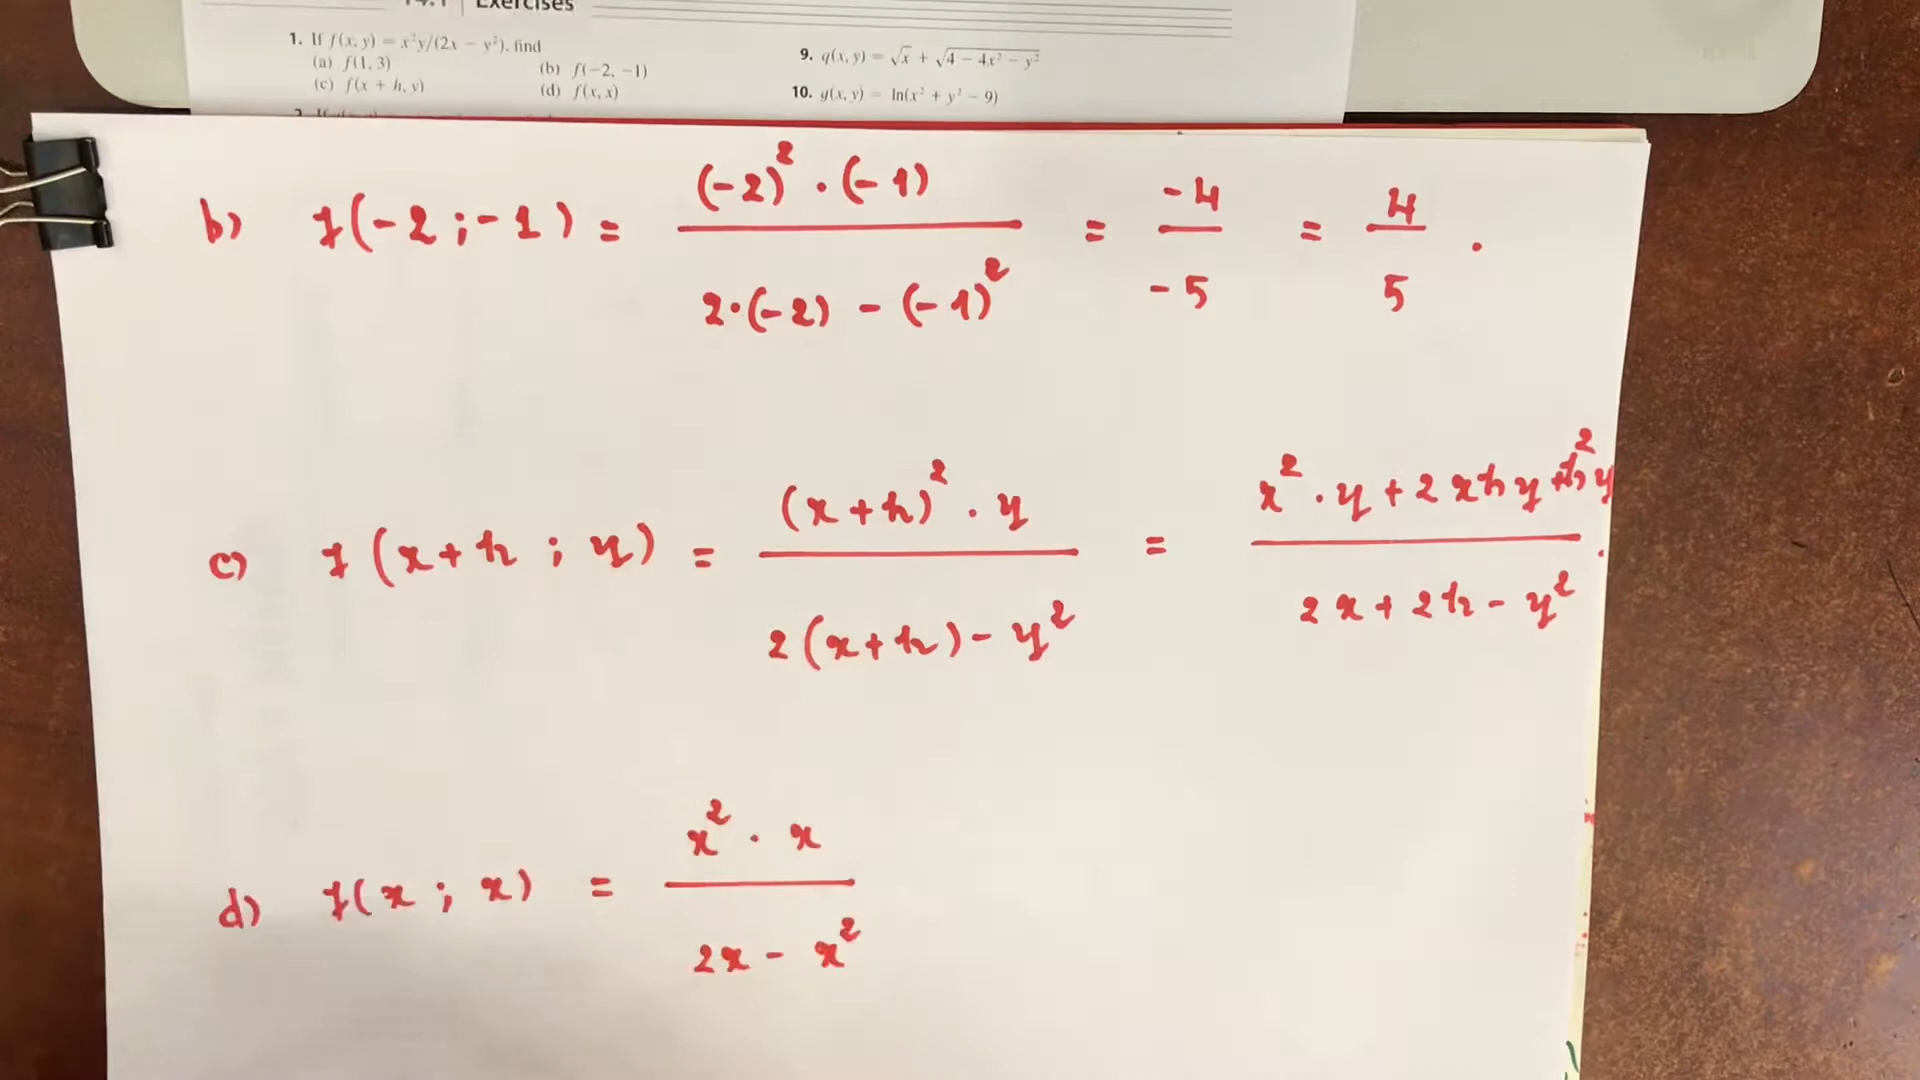 14.1 | Exercises
1. If f(x, y) = x²y/(2x − y²), find
(a) f(1, 3)
(b) f(−2, −1)
(c) f(x + h, y)
(d) f(x, x)
9. q(x, y) = √x + √(4 − 4x² − y²)
10. g(x, y) = ln(x² + y² − 9)
b) f(-2 ; -1) = (-2)² · (-1) / 2·(-2) - (-1)² = -4 / -5 = 4 / 5 .
c) f(x+h ; y) = (x+h)² · y / 2(x+h) - y² = x² · y + 2xhy + h²y / 2x + 2h - y² .
d) f(x ; x) = x² · x / 2x - x²